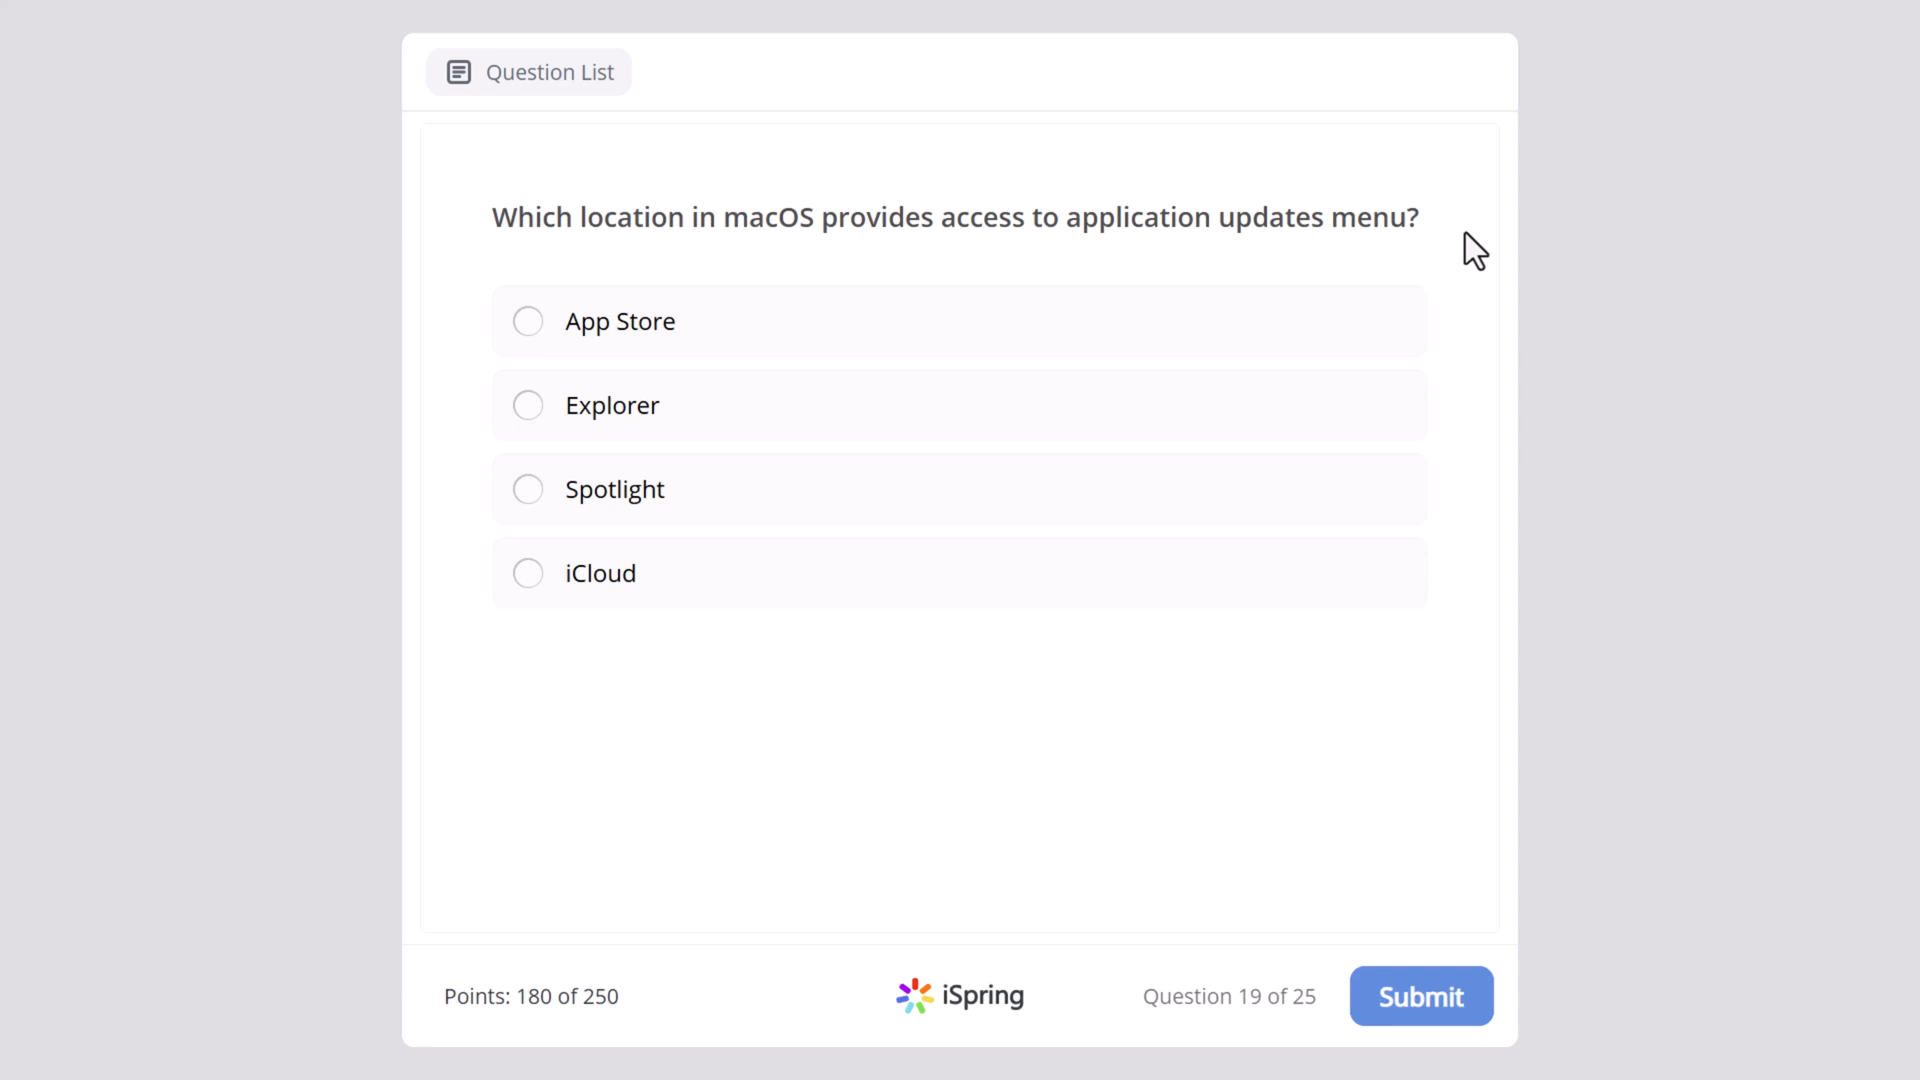 Question List
Which location in macOS provides access to application updates menu?
App Store
Explorer
Spotlight
iCloud
Points: 180 of 250
iSpring
Question 19 of 25
Submit